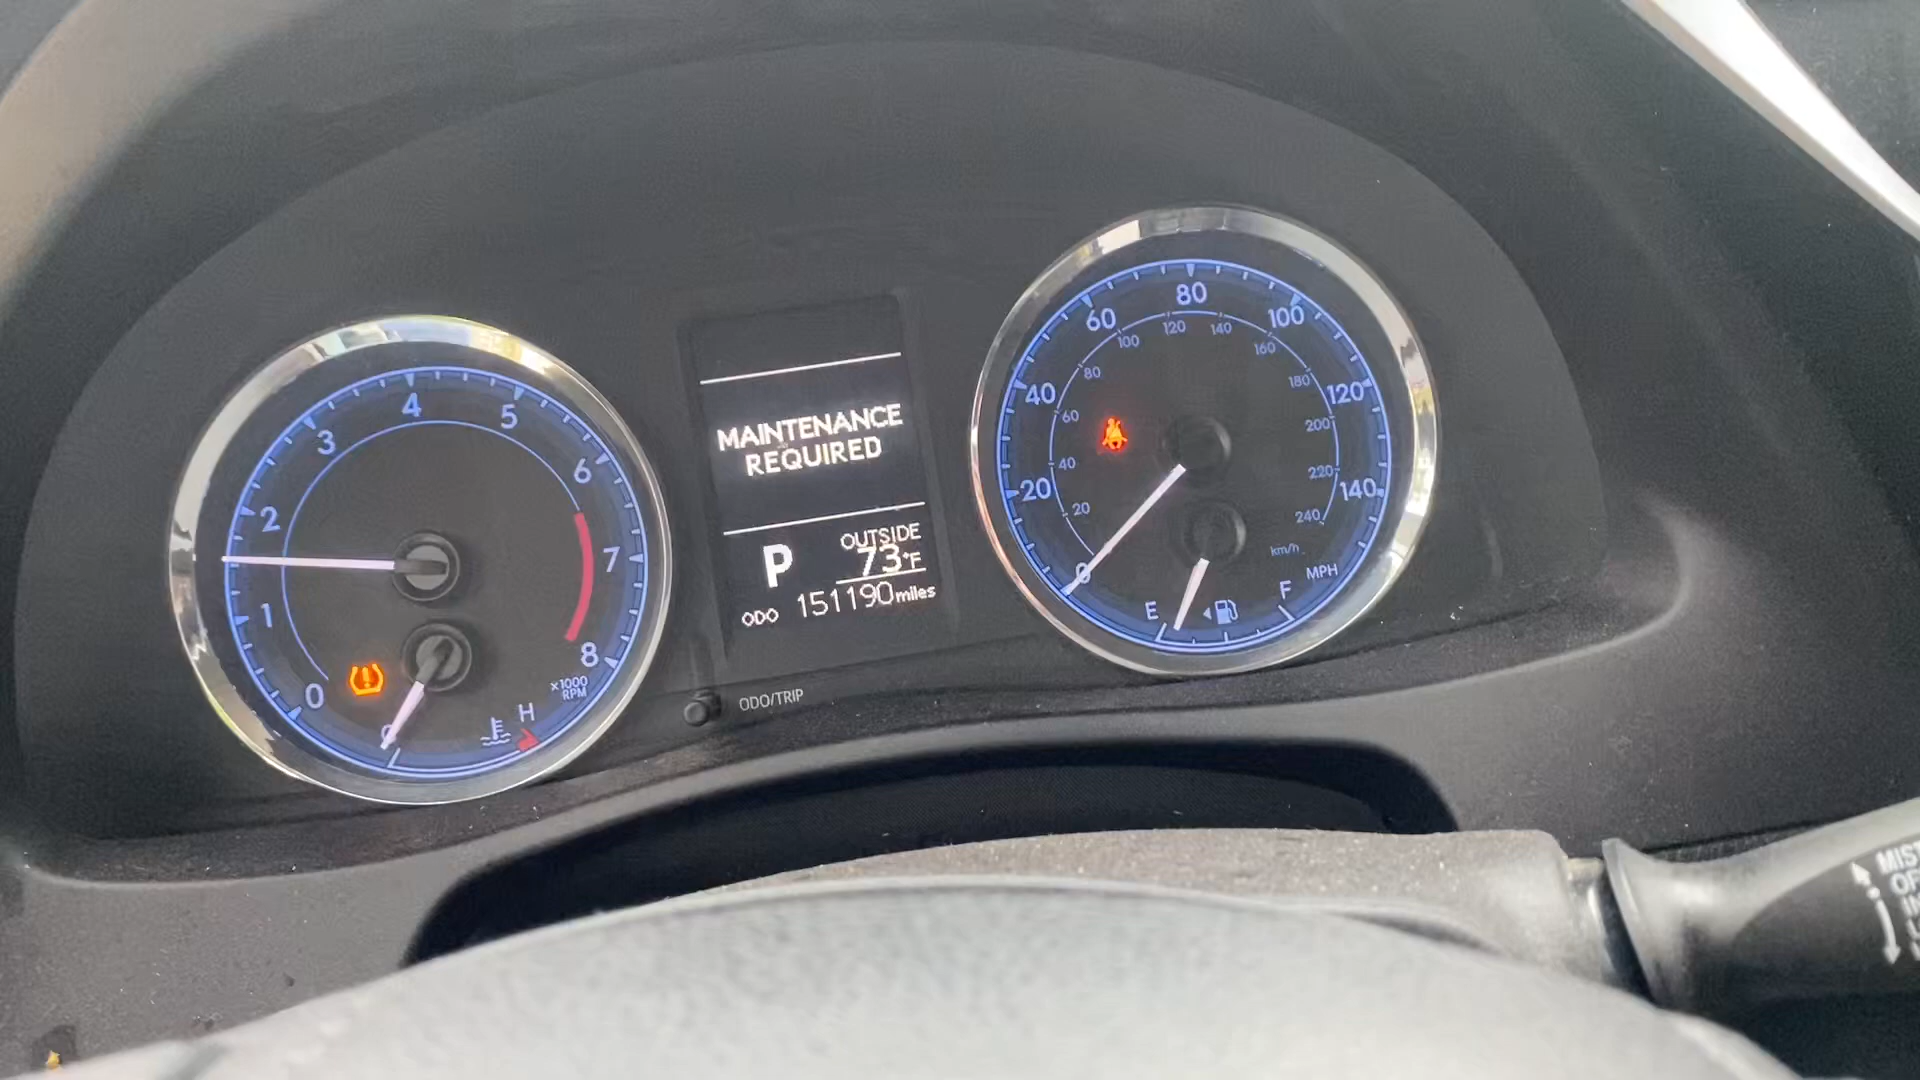 0
1
2
3
4
5
6
7
8
×1000
RPM
H
MAINTENANCE
REQUIRED
P
OUTSIDE
73°F
ODO 151190 miles
ODO/TRIP
0
20
40
60
80
100
120
140
20
40
60
80
100
120
140
160
180
200
220
240
km/h
MPH
E
F
MIST